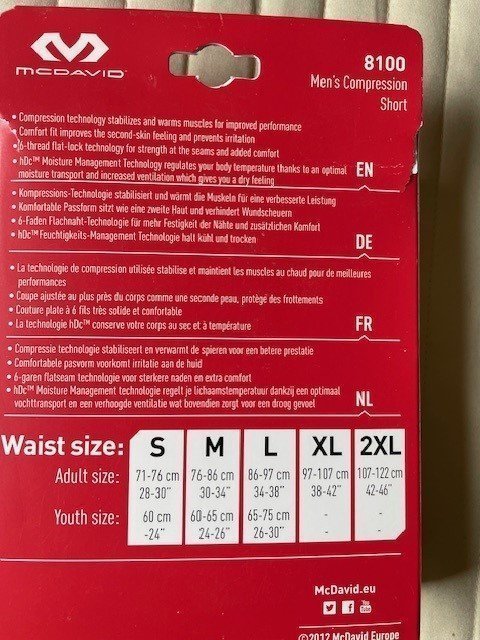 McDAVID
8100
Men's Compression
Short
• Compression technology stabilizes and warms muscles for improved performance
• Comfort fit improves the second-skin feeling and prevents irritation
• 6-thread flat-lock technology for strength at the seams and added comfort
• hDc™ Moisture Management Technology regulates your body temperature thanks to an optimal
moisture transport and increased ventilation which gives you a dry feeling
EN
• Kompressions-Technologie stabilisiert und wärmt die Muskeln für eine verbesserte Leistung
• Komfortable Passform sitzt wie eine zweite Haut und verhindert Wundscheuern
• 6-Faden Flachnaht-Technologie für mehr Festigkeit der Nähte und zusätzlichen Komfort
• hDc™ Feuchtigkeits-Management Technologie halt kühl und trocken
DE
• La technologie de compression utilisée stabilise et maintient les muscles au chaud pour de meilleures
performances
• Coupe ajustée au plus près du corps comme une seconde peau, protège des frottements
• Couture plate à 6 fils très solide et confortable
• La technologie hDc™ conserve votre corps au sec et à température
FR
• Compressie technologie stabiliseert en verwarmt de spieren voor een betere prestatie
• Comfortabele pasvorm voorkomt irritatie aan de huid
• 6-garen flatseam technologie voor sterkere naden en extra comfort
• hDc™ Moisture Management technologie regelt je lichaamstemperatuur dankzij een optimaal
vochttransport en een verhoogde ventilatie wat bovendien zorgt voor een droog gevoel
NL
Waist size: S M L XL 2XL
Adult size: 71-76 cm 76-86 cm 86-97 cm 97-107 cm 107-122 cm
28-30" 30-34" 34-38" 38-42" 42-46"
Youth size: 60 cm 60-65 cm 65-75 cm - -
-24" 24-26" 26-30" - -
McDavid.eu
You Tube
©2012 McDavid Europe